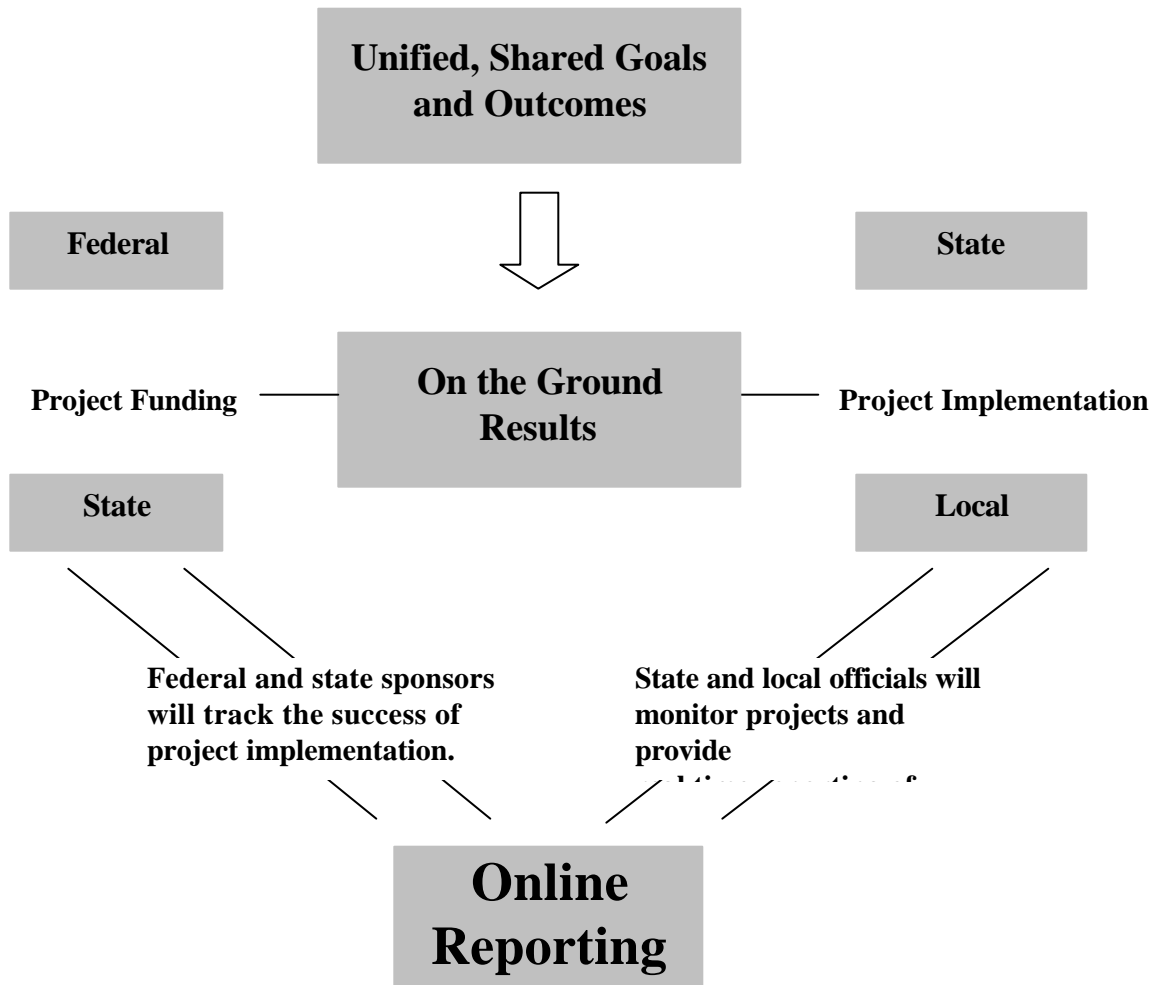 Unified, Shared Goals
and Outcomes
Federal
State
Project Funding
On the Ground
Results
Project Implementation
State
Local
Federal and state sponsors
will track the success of
project implementation.
State and local officials will
monitor projects and
provide
Online
Reporting